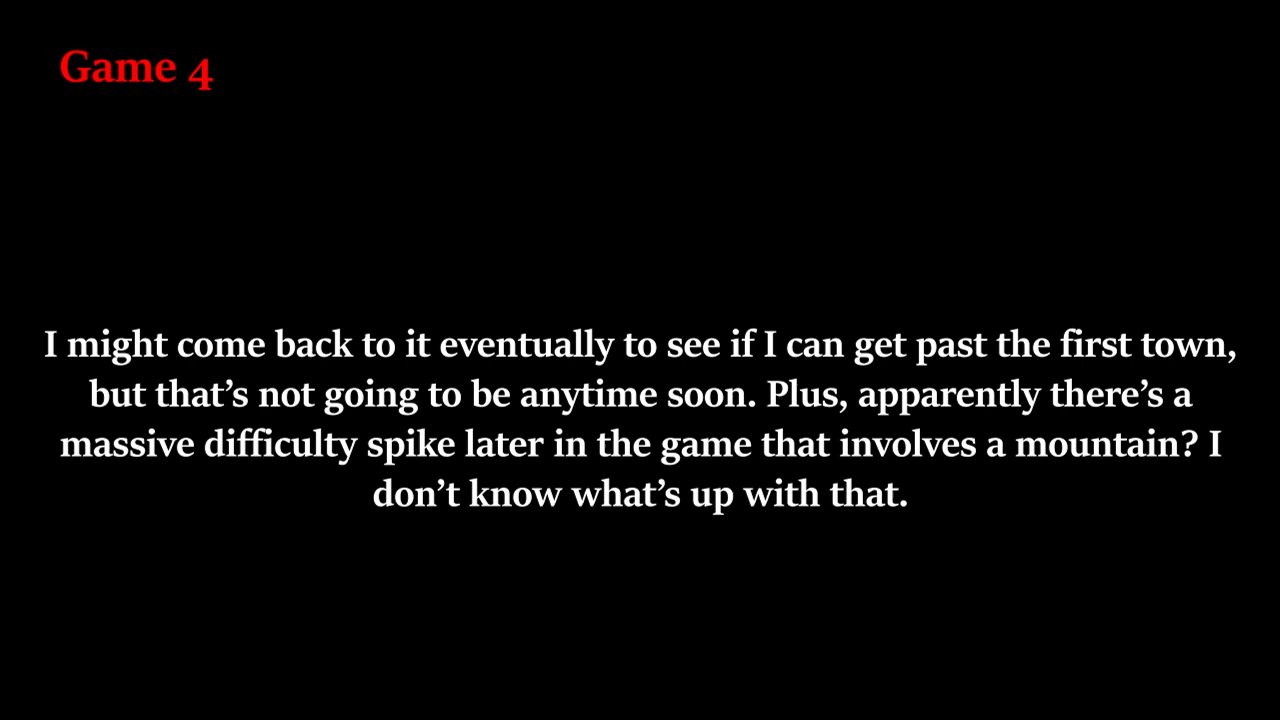 Game 4
I might come back to it eventually to see if I can get past the first town,
but that’s not going to be anytime soon. Plus, apparently there’s a
massive difficulty spike later in the game that involves a mountain? I
don’t know what’s up with that.